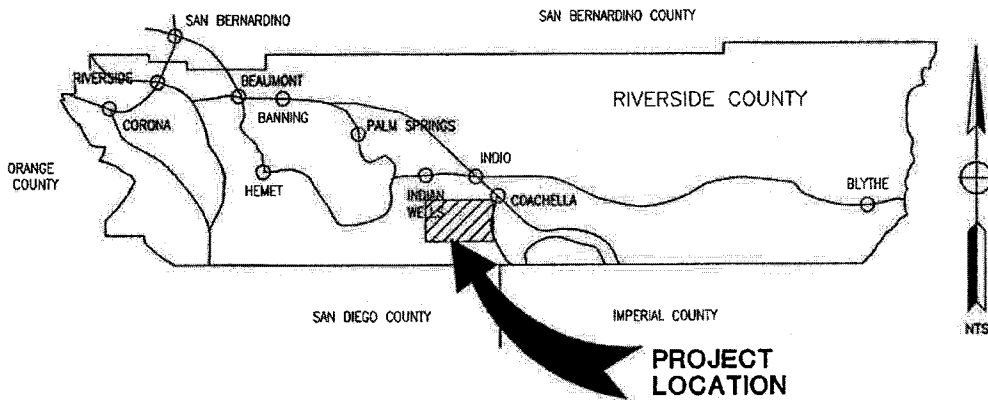 SAN BERNARDINO
SAN BERNARDINO COUNTY
RIVERSIDE
BEAUMONT
RIVERSIDE COUNTY
BANNING
CORONA
PALM SPRINGS
ORANGE
COUNTY
INDIO
HEMET
INDIAN
WELLS
COACHELLA
BLYTHE
SAN DIEGO COUNTY
IMPERIAL COUNTY
NTS
PROJECT
LOCATION